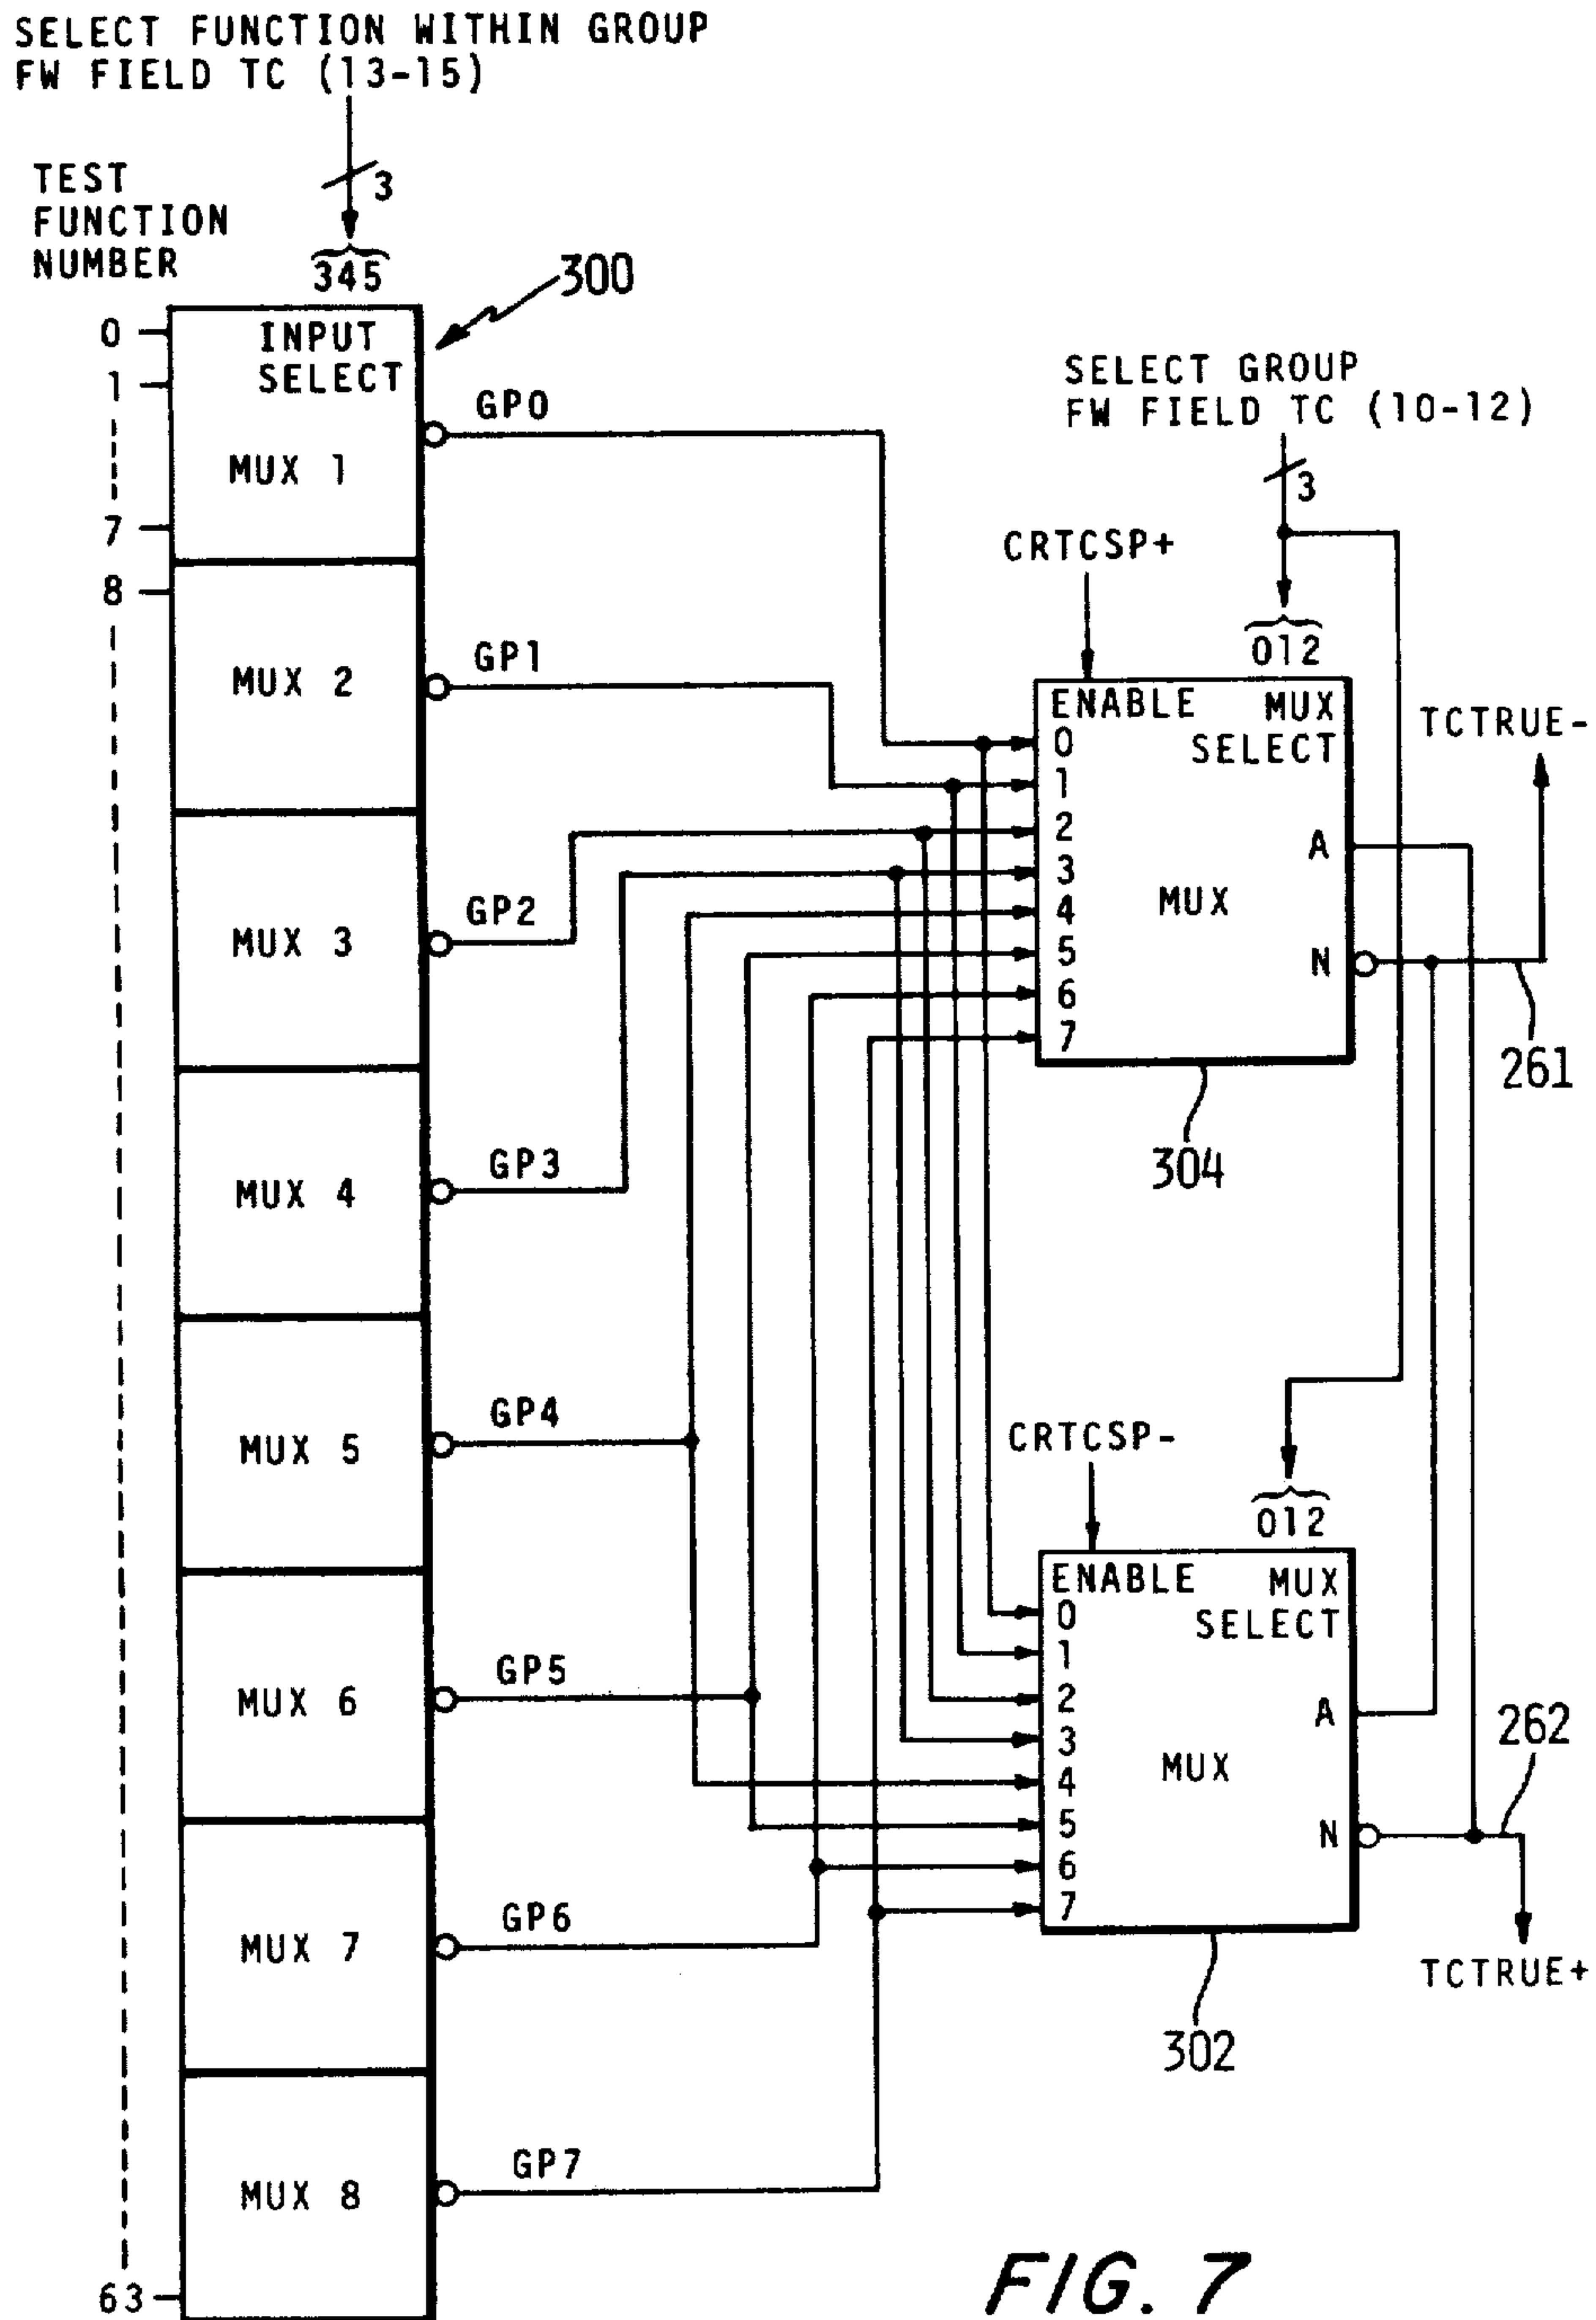 SELECT FUNCTION WITHIN GROUP
FW FIELD TC (13-15)
3
TEST
FUNCTION
NUMBER
345
300
0
INPUT
SELECT
1
GP0
MUX 1
7
8
GP1
MUX 2
GP2
MUX 3
GP3
MUX 4
GP4
MUX 5
GP5
MUX 6
GP6
MUX 7
GP7
MUX 8
63
SELECT GROUP
FW FIELD TC (10-12)
3
CRTCSP+
012
ENABLE MUX
SELECT
0
1
2
3
4
5
6
7
MUX
A
N
TCTRUE-
261
304
CRTCSP-
012
ENABLE MUX
SELECT
0
1
2
3
4
5
6
7
MUX
A
N
262
TCTRUE+
302
FIG. 7